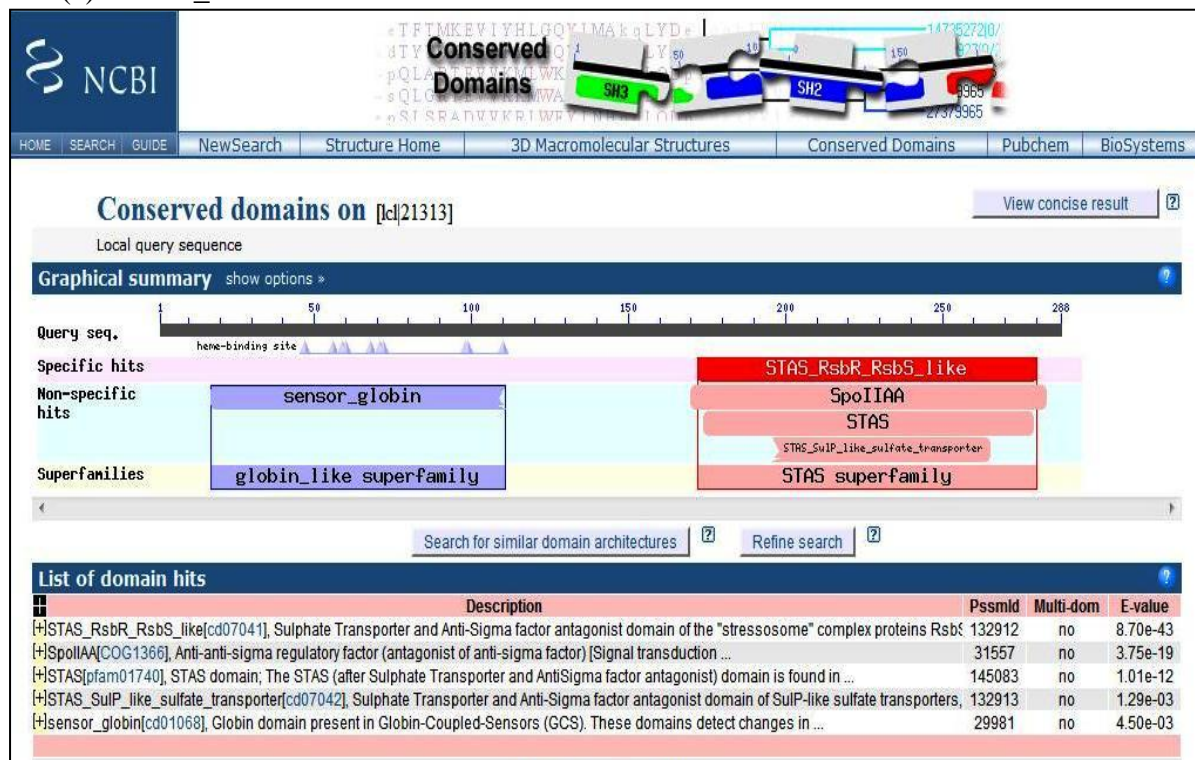 Conserved
Domains
SH3
SH2
50
150
NCBI
HOME SEARCH GUIDE NewSearch Structure Home 3D Macromolecular Structures Conserved Domains Pubchem BioSystems
Conserved domains on [lcl|21313]
View concise result ?
Local query sequence
Graphical summary show options » ?
1 50 100 150 200 250 288
Query seq.
heme-binding site
Specific hits STAS_RsbR_RsbS_like
Non-specific hits sensor_globin SpoIIAA
STAS
STAS_SulP_like_sulfate_transporter
Superfamilies globin_like superfamily STAS superfamily
Search for similar domain architectures ? Refine search ?
List of domain hits ?
Description PssmId Multi-dom E-value
[+]STAS_RsbR_RsbS_like[cd07041], Sulphate Transporter and Anti-Sigma factor antagonist domain of the "stressosome" complex proteins RsbS 132912 no 8.70e-43
[+]SpoIIAA[COG1366], Anti-anti-sigma regulatory factor (antagonist of anti-sigma factor) [Signal transduction ... 31557 no 3.75e-19
[+]STAS[pfam01740], STAS domain; The STAS (after Sulphate Transporter and AntiSigma factor antagonist) domain is found in ... 145083 no 1.01e-12
[+]STAS_SulP_like_sulfate_transporter[cd07042], Sulphate Transporter and Anti-Sigma factor antagonist domain of SulP-like sulfate transporters, 132913 no 1.29e-03
[+]sensor_globin[cd01068], Globin domain present in Globin-Coupled-Sensors (GCS). These domains detect changes in ... 29981 no 4.50e-03